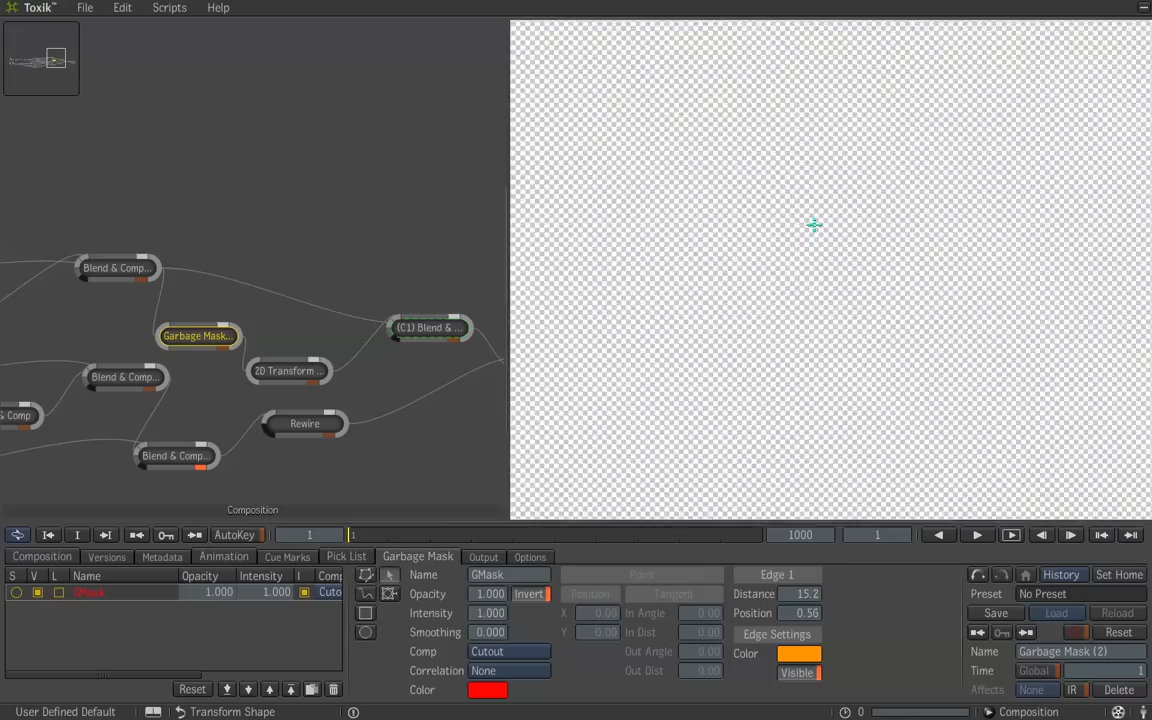 Toxik™ File Edit Scripts Help
Blend & Comp...
Garbage Mask...
(C1) Blend & ...
2D Transform ...
Blend & Comp...
& Comp
Rewire
Blend & Comp...
Composition
AutoKey 1 1 1000 1
Composition Versions Metadata Animation Cue Marks Pick List Garbage Mask Output Options
S V L Name Opacity Intensity I Comp
GMask 1.000 1.000 Cuto
Reset
Name GMask
Opacity 1.000 Invert
Intensity 1.000
Smoothing 0.000
Comp Cutout
Correlation None
Color
Point
Position Tangent
X 0.00 In Angle 0.00
Y 0.00 In Dist 0.00
Out Angle 0.00
Out Dist 0.00
Edge 1
Distance 15.2
Position 0.56
Edge Settings
Color
Visible
History Set Home
Preset No Preset
Save Load Reload
Reset
Name Garbage Mask (2)
Time Global 1
Affects None IR Delete
User Defined Default Transform Shape 0 Composition